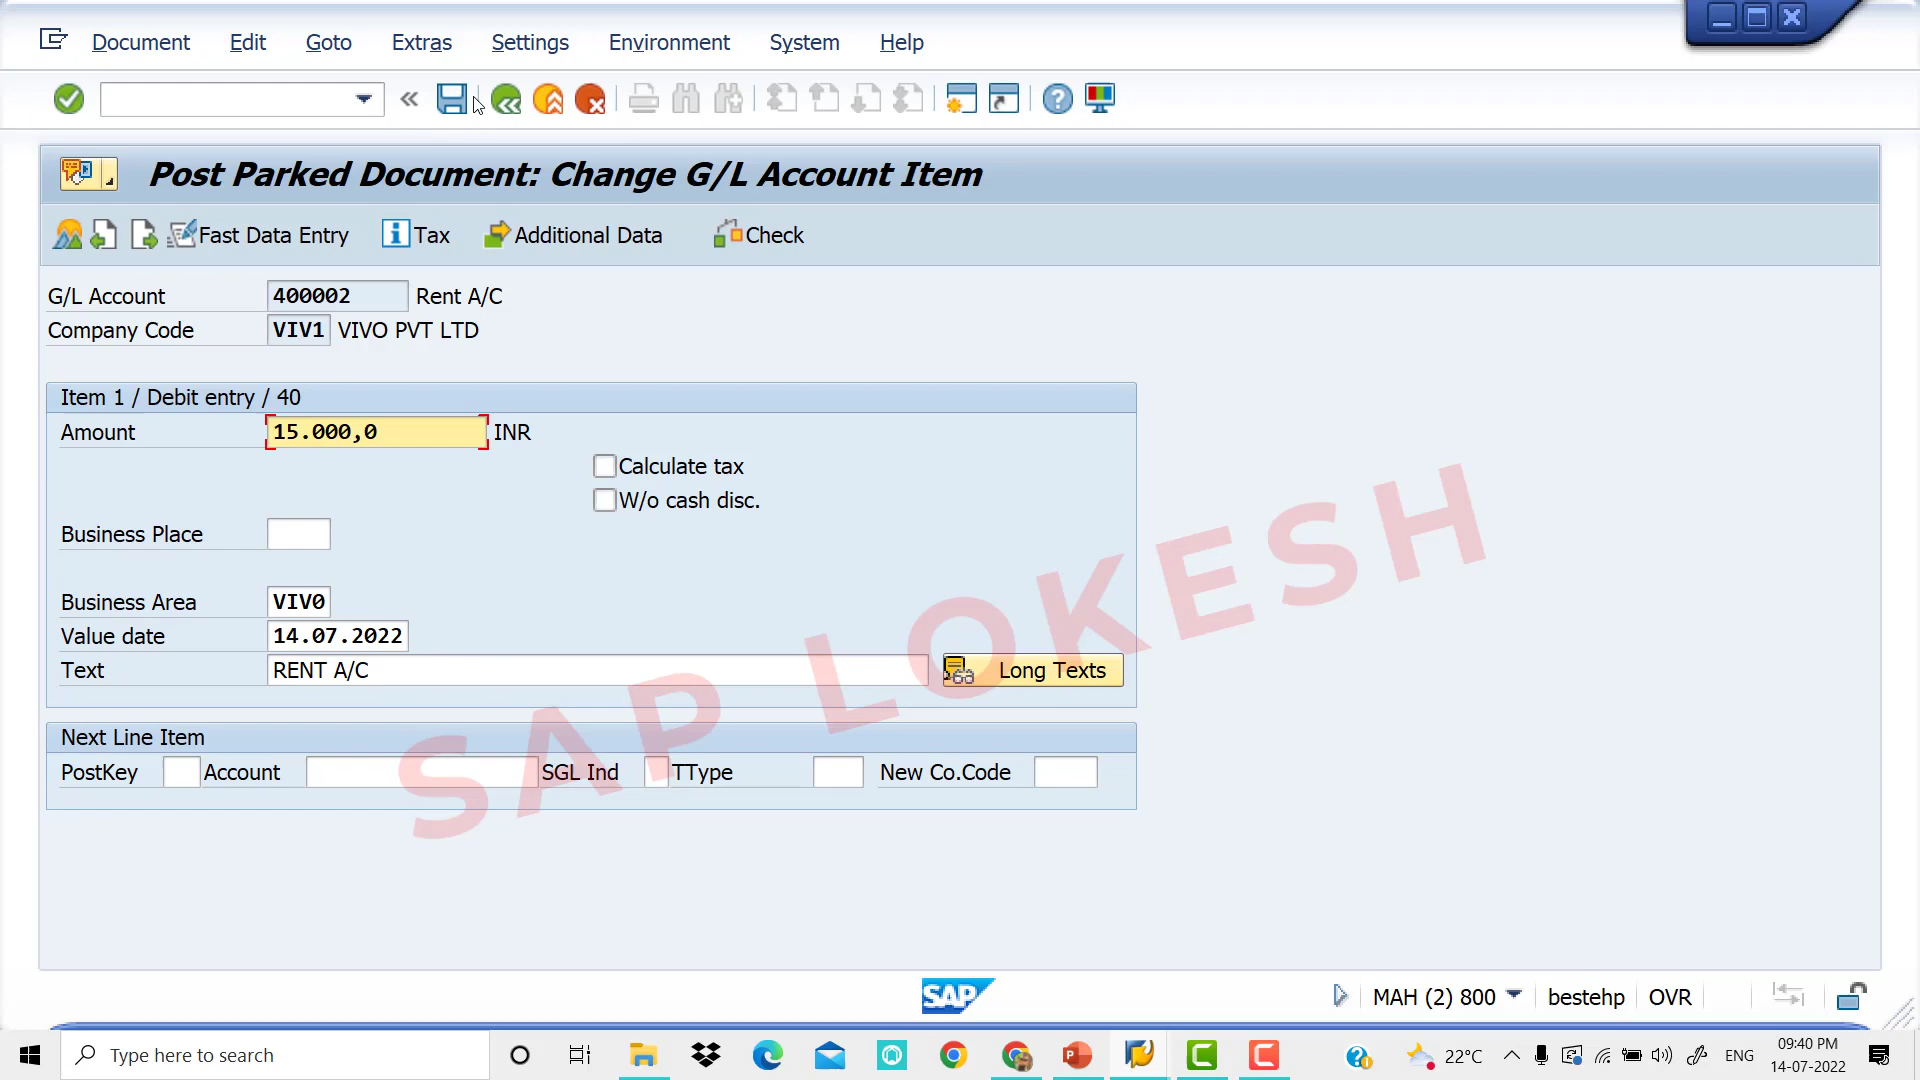 Document Edit Goto Extras Settings Environment System Help
Post Parked Document: Change G/L Account Item
Fast Data Entry Tax Additional Data Check
G/L Account 400002 Rent A/C
Company Code VIV1 VIVO PVT LTD
Item 1 / Debit entry / 40
Amount 15.000,0 INR
Calculate tax
W/o cash disc.
Business Place
Business Area VIV0
Value date 14.07.2022
Text RENT A/C Long Texts
Next Line Item
PostKey Account SGL Ind TType New Co.Code
SAP LOKESH
SAP MAH (2) 800 bestehp OVR
Type here to search 22°C ENG 09:40 PM
14-07-2022